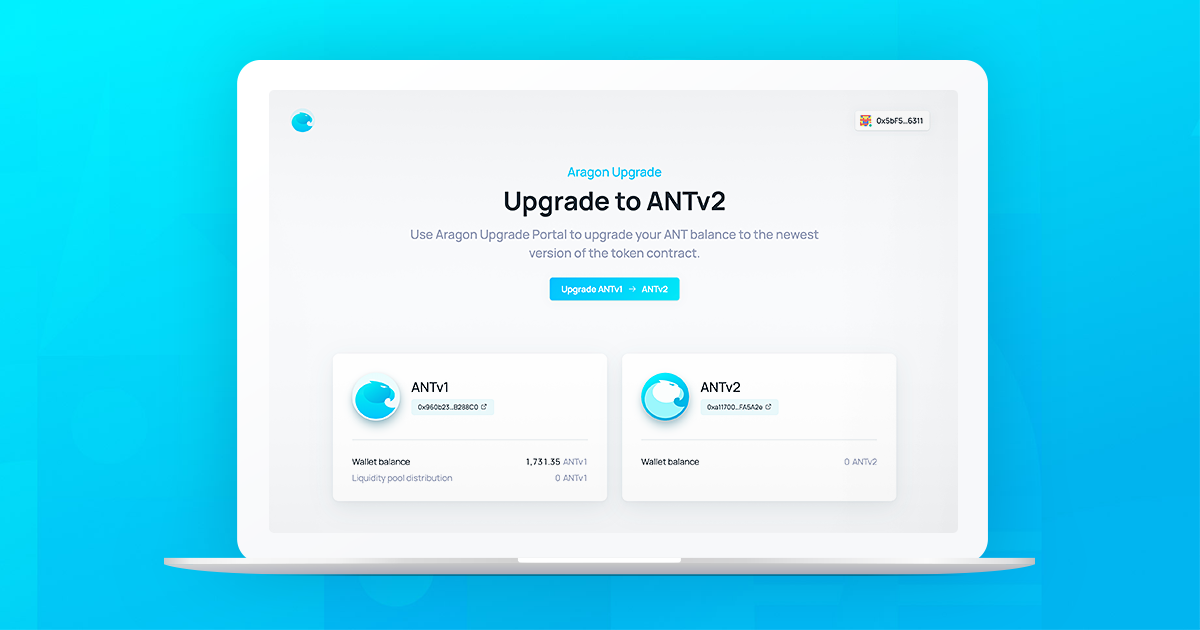 0x5bF5...6311
Aragon Upgrade
Upgrade to ANTv2
Use Aragon Upgrade Portal to upgrade your ANT balance to the newest
version of the token contract.
Upgrade ANTv1 → ANTv2
ANTv1
0x960b23...B288C0
Wallet balance 1,731.35 ANTv1
Liquidity pool distribution 0 ANTv1
ANTv2
0xa11700...FA5A2e
Wallet balance 0 ANTv2